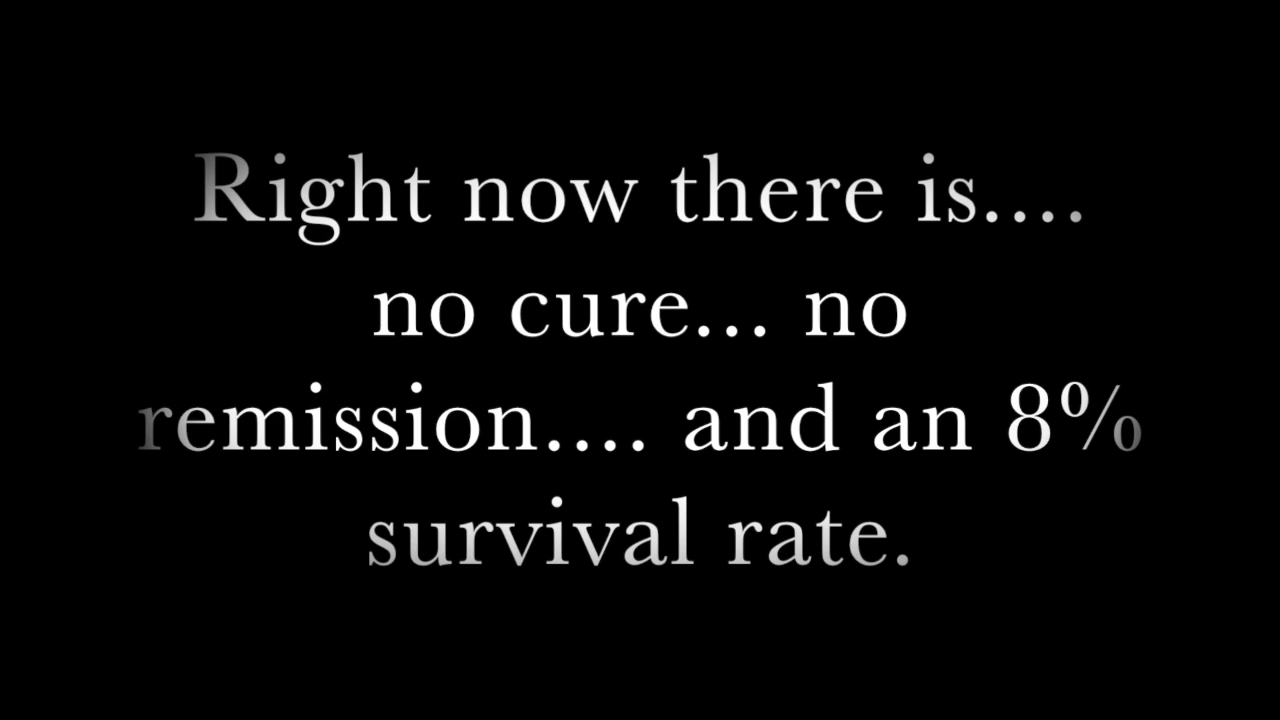 Right now there is....
no cure... no
remission.... and an 8%
survival rate.